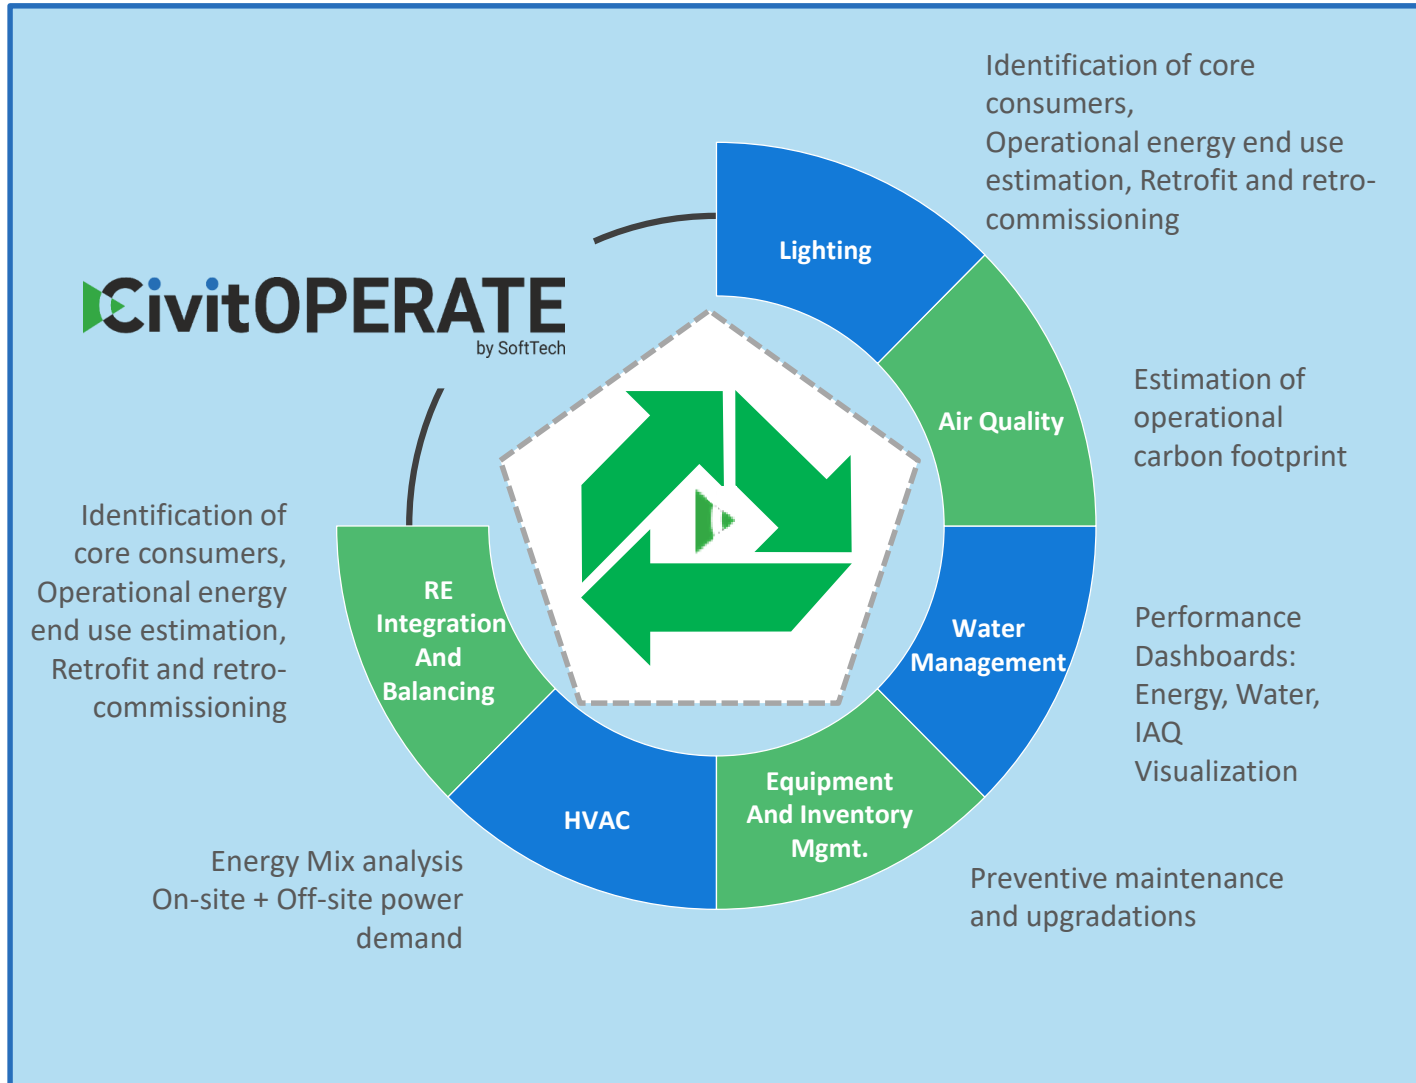 Identification of core
consumers,
Operational energy end use
estimation, Retrofit and retro-
commissioning
Lighting
CivitOPERATE
by SoftTech
Air Quality
Estimation of
operational
carbon footprint
Identification of
core consumers,
Operational energy
end use estimation,
Retrofit and retro-
commissioning
RE
Integration
And
Balancing
Water
Management
Performance
Dashboards:
Energy, Water,
IAQ
Visualization
Equipment
And Inventory
Mgmt.
HVAC
Energy Mix analysis
On-site + Off-site power
demand
Preventive maintenance
and upgradations